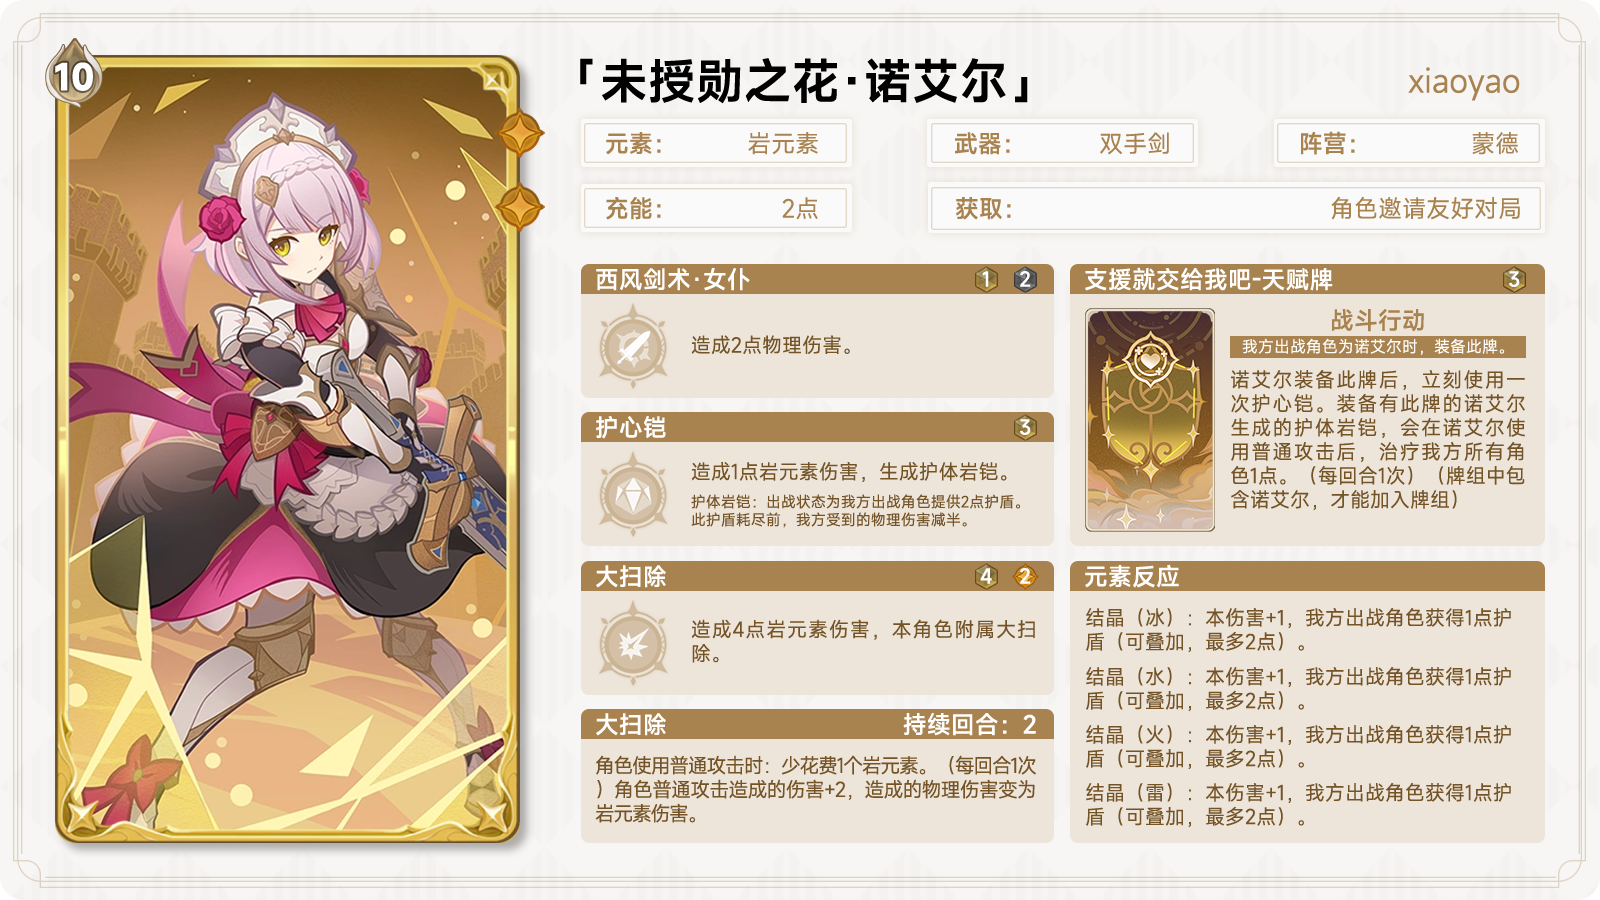 10
「未授勋之花·诺艾尔」
xiaoyao
元素： 岩元素
武器： 双手剑
阵营： 蒙德
充能： 2点
获取： 角色邀请友好对局
西风剑术·女仆 1 2
造成2点物理伤害。
护心铠 3
造成1点岩元素伤害，生成护体岩铠。
护体岩铠：出战状态为我方出战角色提供2点护盾。
此护盾耗尽前，我方受到的物理伤害减半。
大扫除 4 2
造成4点岩元素伤害，本角色附属大扫
除。
大扫除 持续回合：2
角色使用普通攻击时：少花费1个岩元素。（每回合1次
）角色普通攻击造成的伤害+2，造成的物理伤害变为
岩元素伤害。
支援就交给我吧-天赋牌 3
战斗行动
我方出战角色为诺艾尔时，装备此牌。
诺艾尔装备此牌后，立刻使用一
次护心铠。装备有此牌的诺艾尔
生成的护体岩铠，会在诺艾尔使
用普通攻击后，治疗我方所有角
色1点。（每回合1次）（牌组中包
含诺艾尔，才能加入牌组）
元素反应
结晶（冰）：本伤害+1，我方出战角色获得1点护
盾（可叠加，最多2点）。
结晶（水）：本伤害+1，我方出战角色获得1点护
盾（可叠加，最多2点）。
结晶（火）：本伤害+1，我方出战角色获得1点护
盾（可叠加，最多2点）。
结晶（雷）：本伤害+1，我方出战角色获得1点护
盾（可叠加，最多2点）。